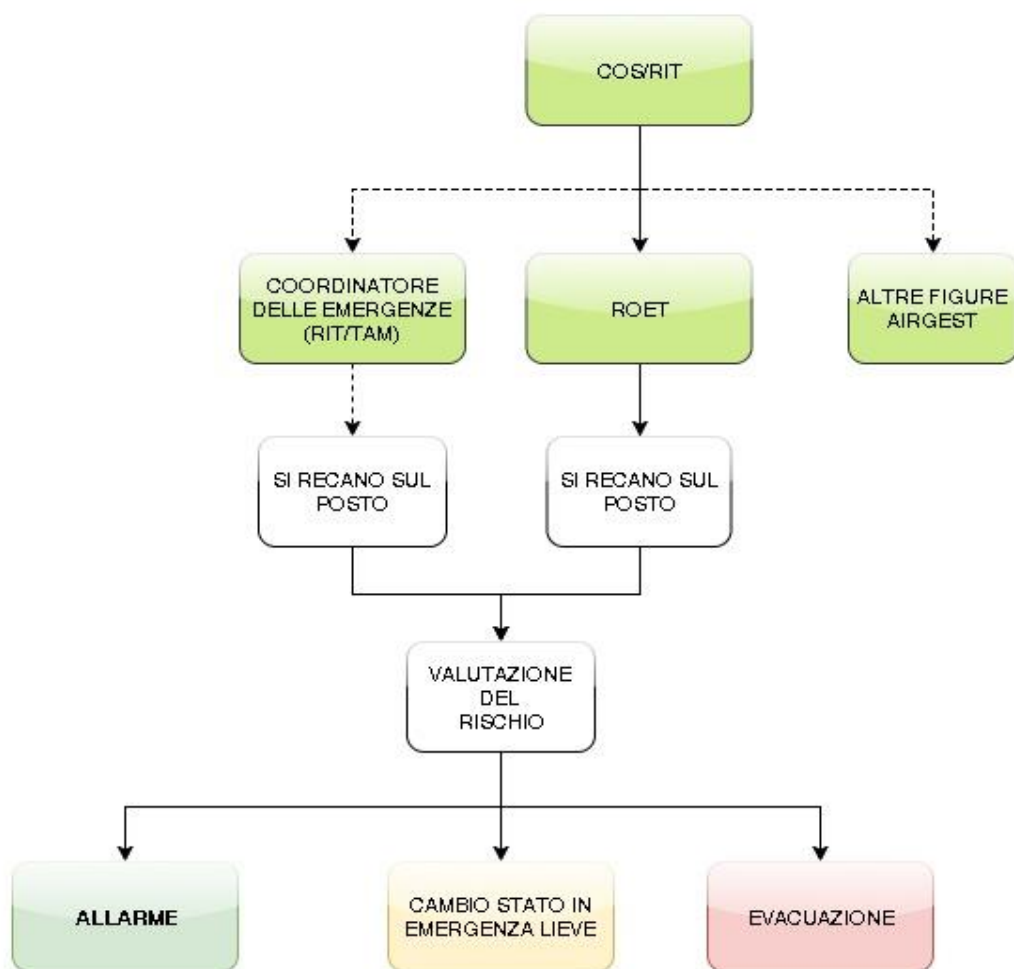 COS/RIT
COORDINATORE
DELLE EMERGENZE
(RIT/TAM)
ROET
ALTRE FIGURE
AIRGEST
SI RECANO SUL
POSTO
SI RECANO SUL
POSTO
VALUTAZIONE
DEL
RISCHIO
ALLARME
CAMBIO STATO IN
EMERGENZA LIEVE
EVACUAZIONE